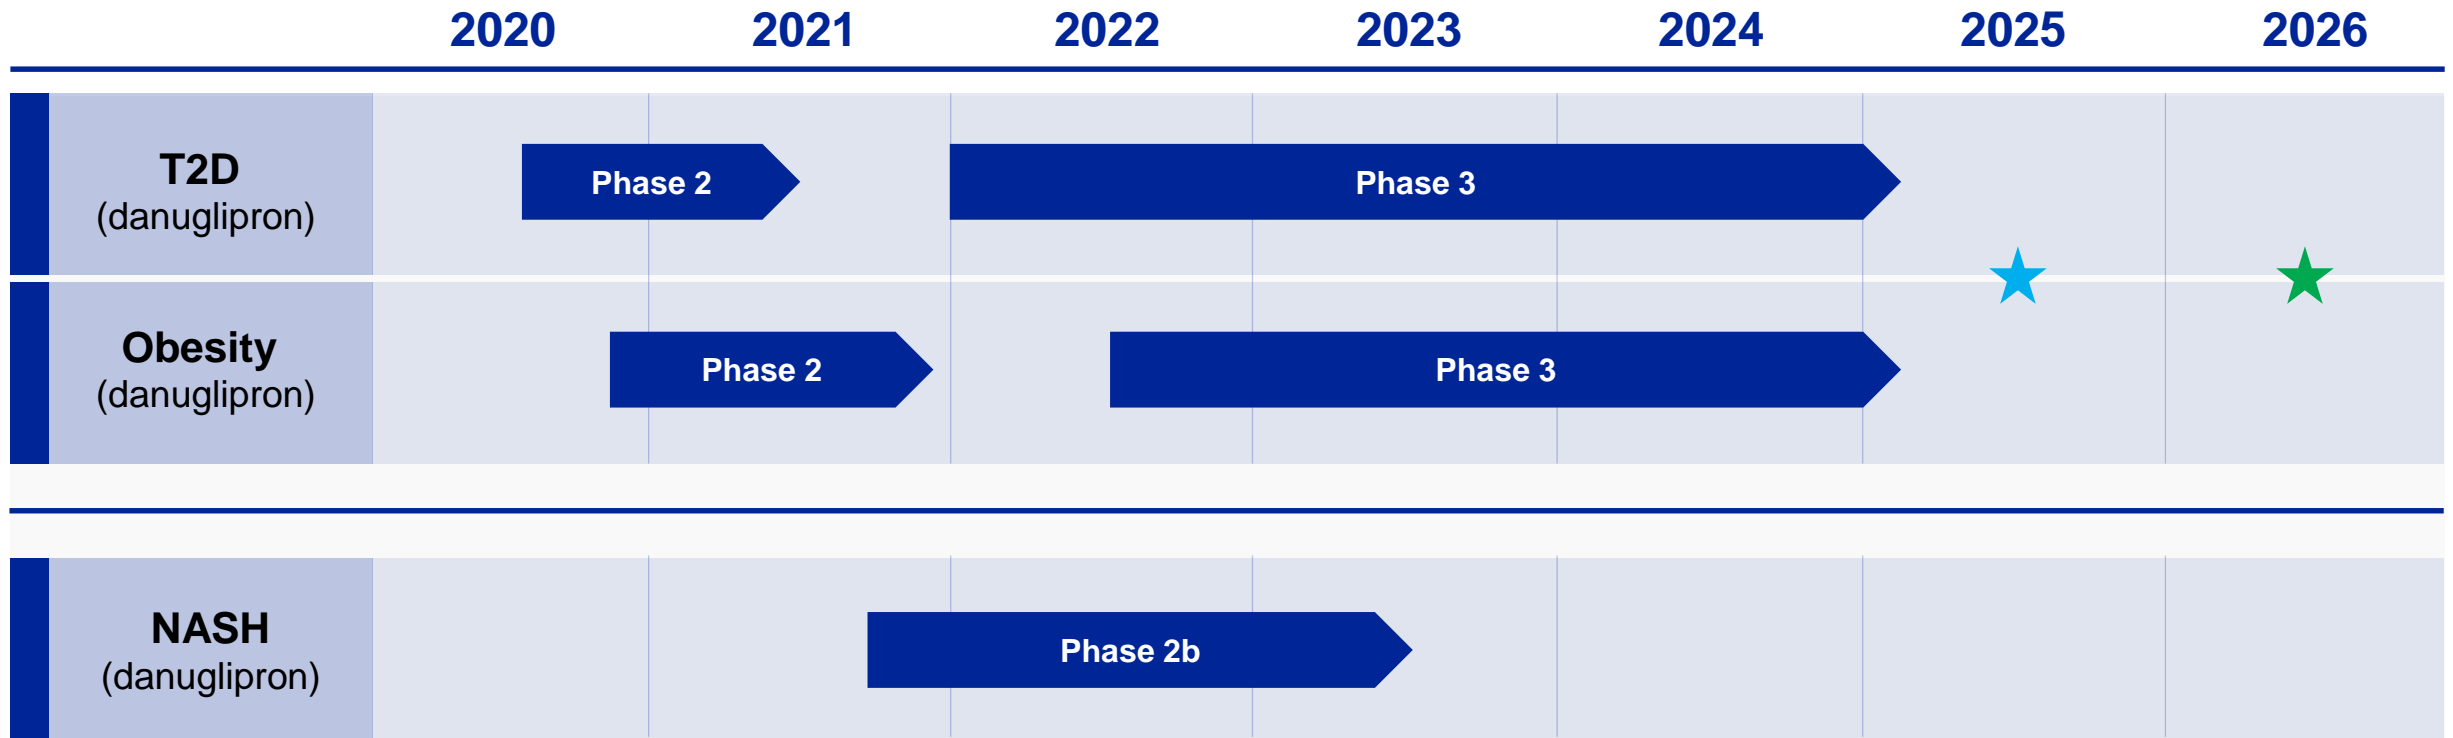 2020 2021 2022 2023 2024 2025 2026
T2D
(danuglipron)
Phase 2
Phase 3
Obesity
(danuglipron)
Phase 2
Phase 3
NASH
(danuglipron)
Phase 2b